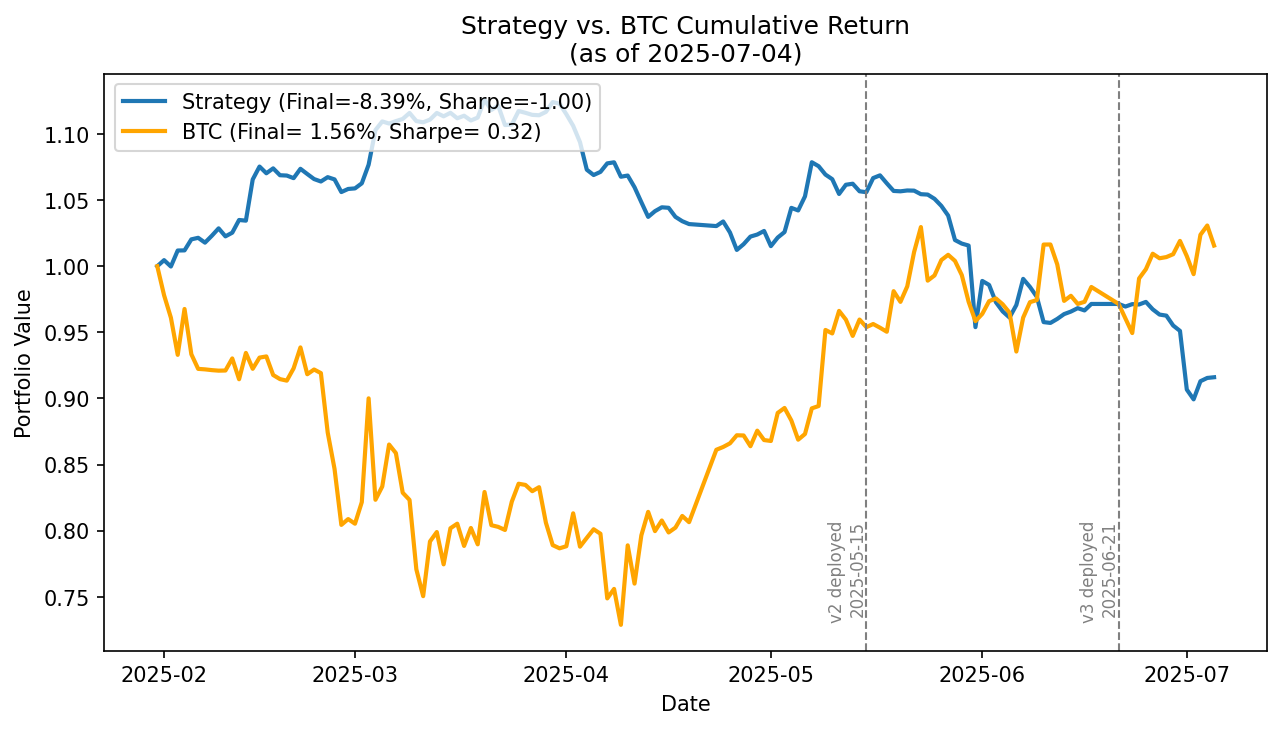 Strategy vs. BTC Cumulative Return
(as of 2025-07-04)
Strategy (Final=-8.39%, Sharpe=-1.00)
BTC (Final= 1.56%, Sharpe= 0.32)
Portfolio Value
1.10
1.05
1.00
0.95
0.90
0.85
0.80
0.75
v2 deployed
2025-05-15
v3 deployed
2025-06-21
2025-02
2025-03
2025-04
2025-05
2025-06
2025-07
Date